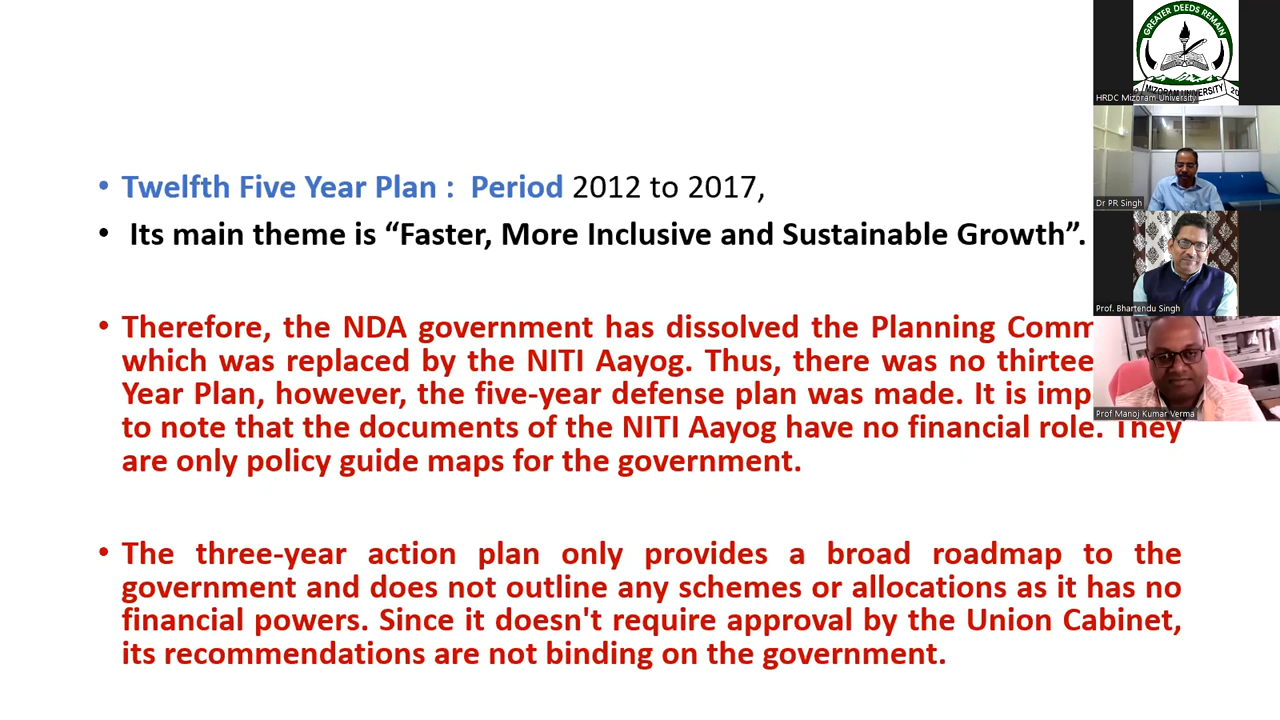 • Twelfth Five Year Plan : Period 2012 to 2017,
• Its main theme is “Faster, More Inclusive and Sustainable Growth”.
• Therefore, the NDA government has dissolved the Planning Comm
which was replaced by the NITI Aayog. Thus, there was no thirtee
Year Plan, however, the five-year defense plan was made. It is imp
to note that the documents of the NITI Aayog have no financial role. They
are only policy guide maps for the government.
• The three-year action plan only provides a broad roadmap to the
government and does not outline any schemes or allocations as it has no
financial powers. Since it doesn't require approval by the Union Cabinet,
its recommendations are not binding on the government.
GREATER DEEDS REMAIN
MIZORAM UNIVERSITY
HRDC Mizoram University
Dr PR Singh
Prof. Bhartendu Singh
Prof Manoj Kumar Verma